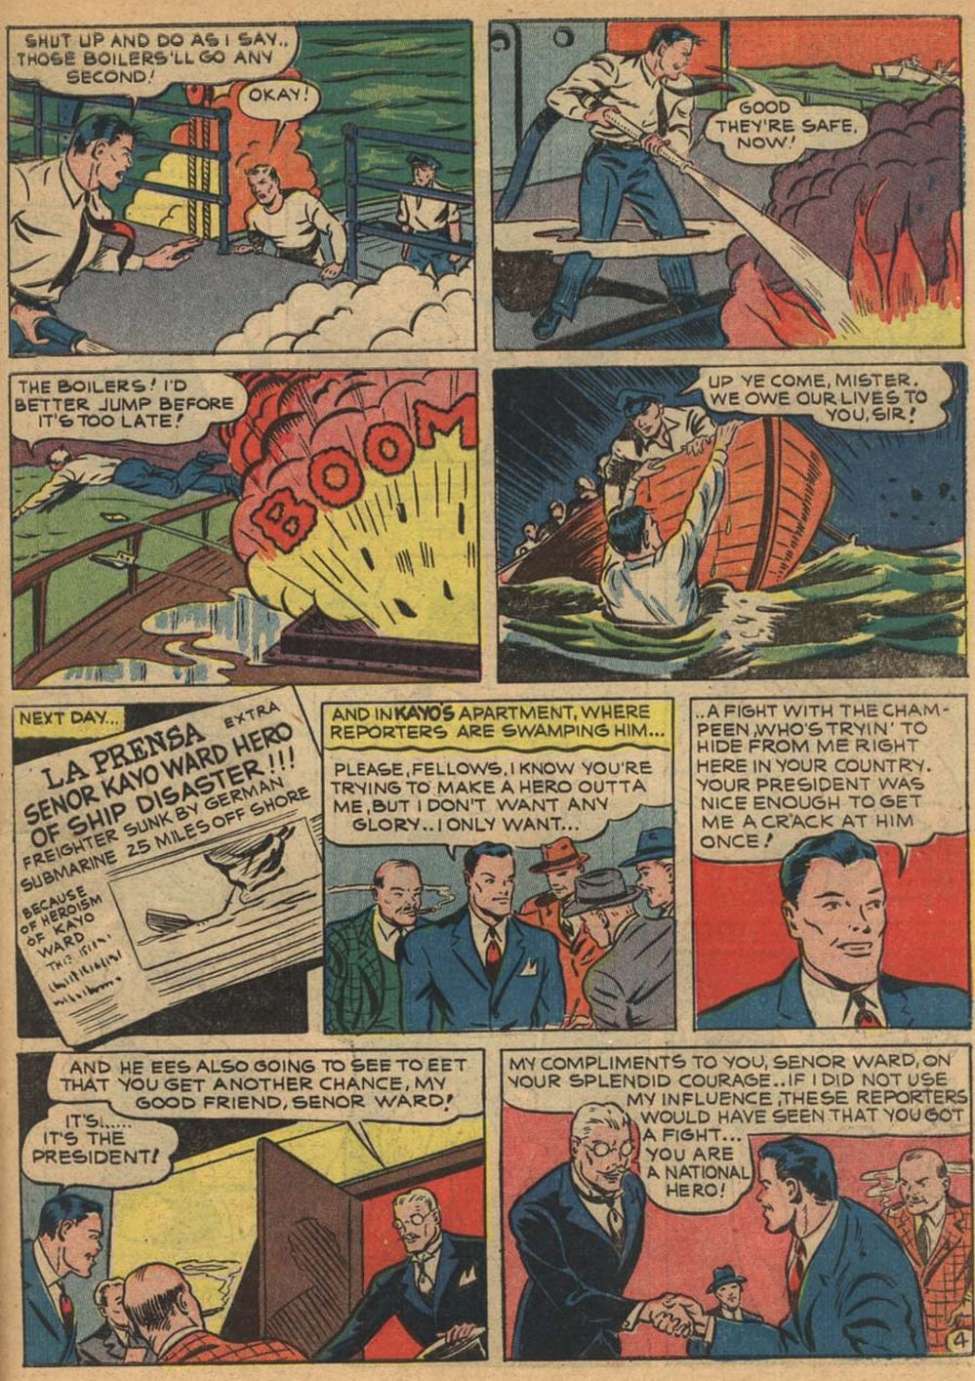 SHUT UP AND DO AS I SAY..
THOSE BOILERS'LL GO ANY
SECOND!
OKAY!
GOOD
THEY'RE SAFE,
NOW!
THE BOILERS! I'D
BETTER JUMP BEFORE
IT'S TOO LATE!
BOOM
UP YE COME, MISTER.
WE OWE OUR LIVES TO
YOU, SIR!
NEXT DAY...
LA PRENSA EXTRA
SENOR KAYO WARD HERO
OF SHIP DISASTER!!!
FREIGHTER SUNK BY GERMAN
SUBMARINE 25 MILES OFF SHORE
BECAUSE
OF HEROISM
OF KAYO
WARD
AND IN KAYO'S APARTMENT, WHERE
REPORTERS ARE SWAMPING HIM...
PLEASE, FELLOWS, I KNOW YOU'RE
TRYING TO MAKE A HERO OUTTA
ME, BUT I DON'T WANT ANY
GLORY.. I ONLY WANT...
..A FIGHT WITH THE CHAM-
PEEN, WHO'S TRYIN' TO
HIDE FROM ME RIGHT
HERE IN YOUR COUNTRY.
YOUR PRESIDENT WAS
NICE ENOUGH TO GET
ME A CRACK AT HIM
ONCE!
AND HE EES ALSO GOING TO SEE TO EET
THAT YOU GET ANOTHER CHANCE, MY
GOOD FRIEND, SENOR WARD!
IT'S.....
IT'S THE
PRESIDENT!
MY COMPLIMENTS TO YOU, SENOR WARD, ON
YOUR SPLENDID COURAGE.. IF I DID NOT USE
MY INFLUENCE, THESE REPORTERS
WOULD HAVE SEEN THAT YOU GOT
A FIGHT...
YOU ARE
A NATIONAL
HERO!
4